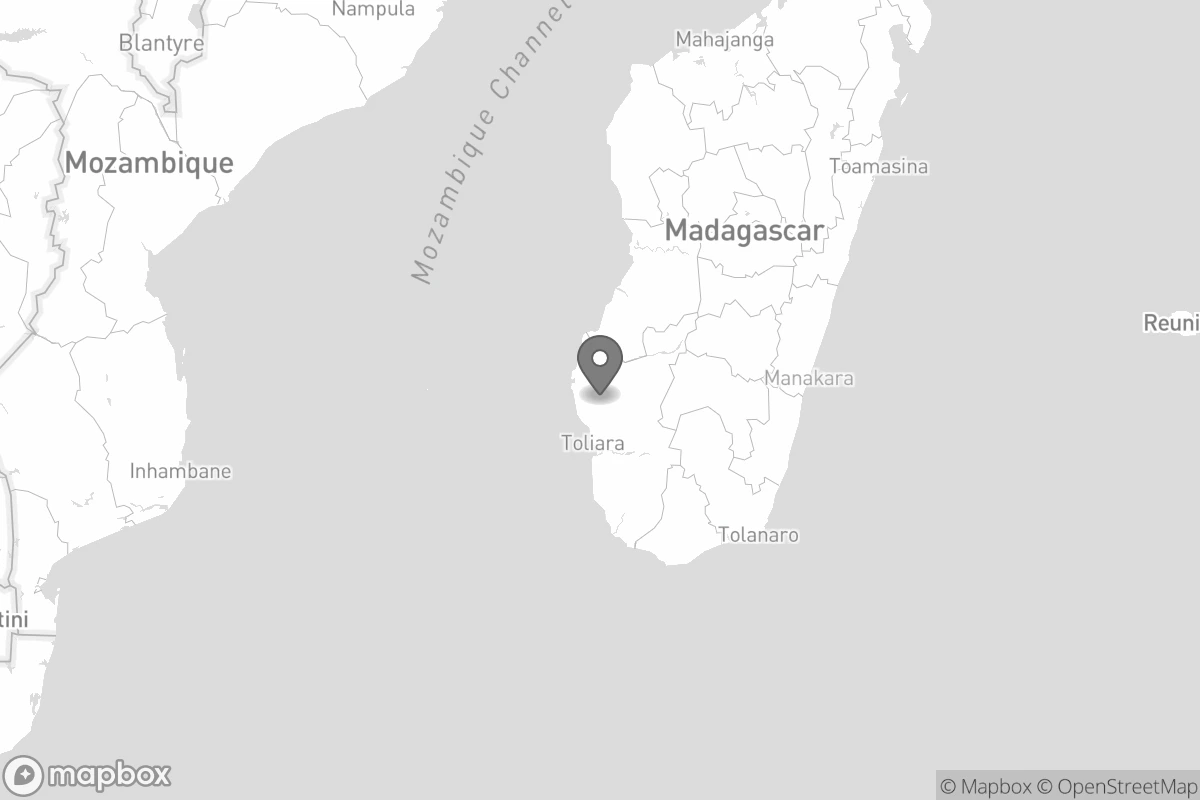 Nampula
Blantyre
Mahajanga
Mozambique Channel
Mozambique
Toamasina
Madagascar
Reuni
Manakara
Toliara
Inhambane
Tolanaro
tini
mapbox
© Mapbox © OpenStreetMap